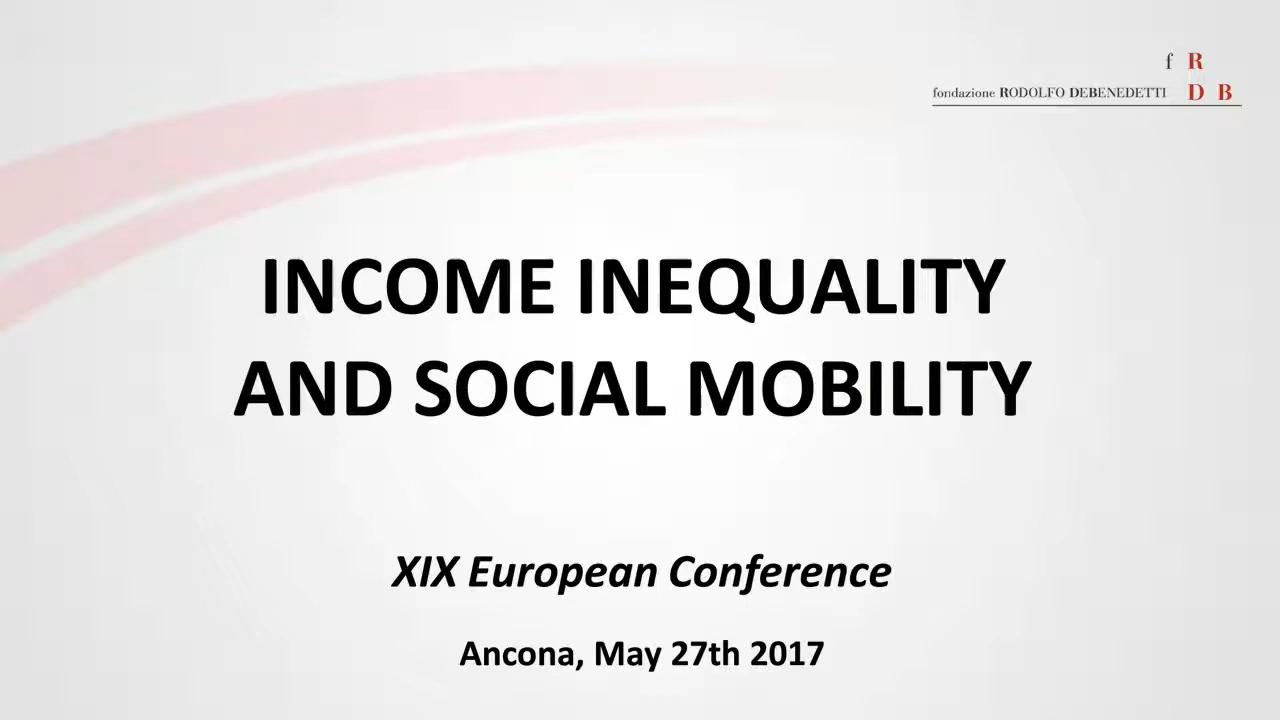 f R
fondazione RODOLFO DEBENEDETTI D B
INCOME INEQUALITY
AND SOCIAL MOBILITY
XIX European Conference
Ancona, May 27th 2017